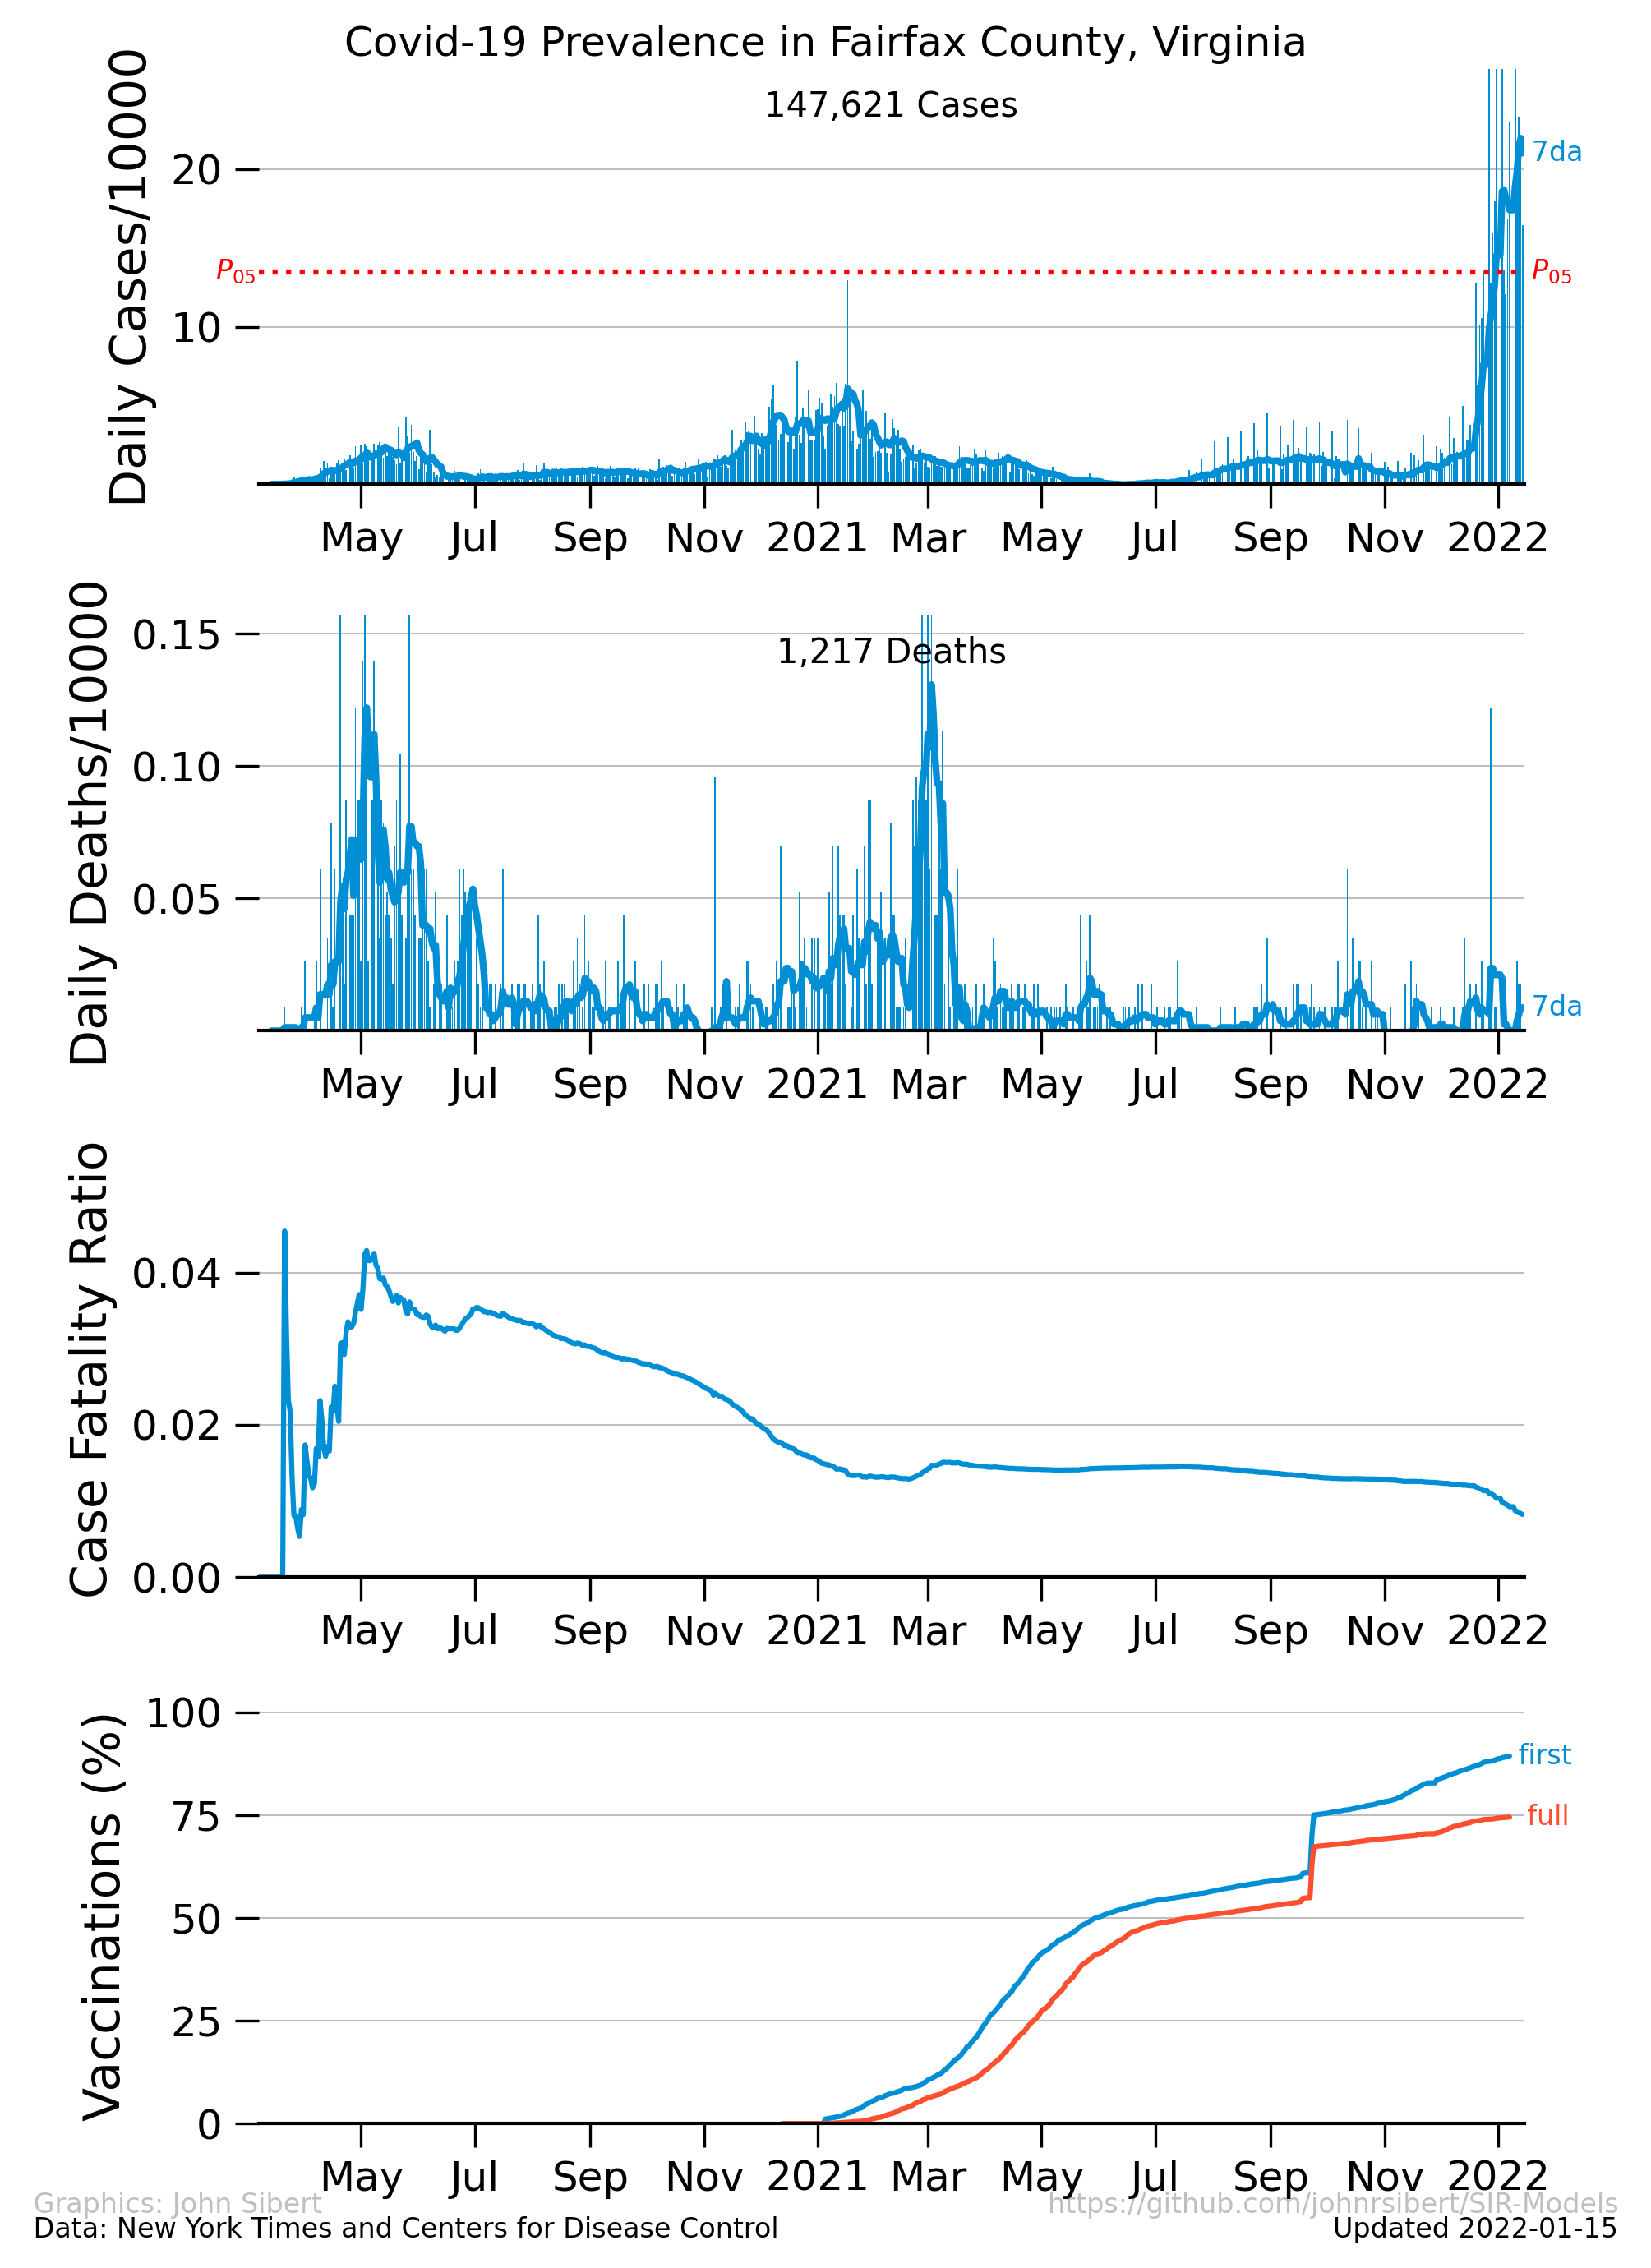 Covid-19 Prevalence in Fairfax County, Virginia
147,621 Cases
Daily Cases/10000
20
10
P05
P05
7da
May Jul Sep Nov 2021 Mar May Jul Sep Nov 2022
1,217 Deaths
Daily Deaths/10000
0.15
0.10
0.05
7da
May Jul Sep Nov 2021 Mar May Jul Sep Nov 2022
Case Fatality Ratio
0.04
0.02
0.00
May Jul Sep Nov 2021 Mar May Jul Sep Nov 2022
Vaccinations (%)
100
75
50
25
0
first
full
May Jul Sep Nov 2021 Mar May Jul Sep Nov 2022
Graphics: John Sibert
https://github.com/johnrsibert/SIR-Models
Data: New York Times and Centers for Disease Control
Updated 2022-01-15